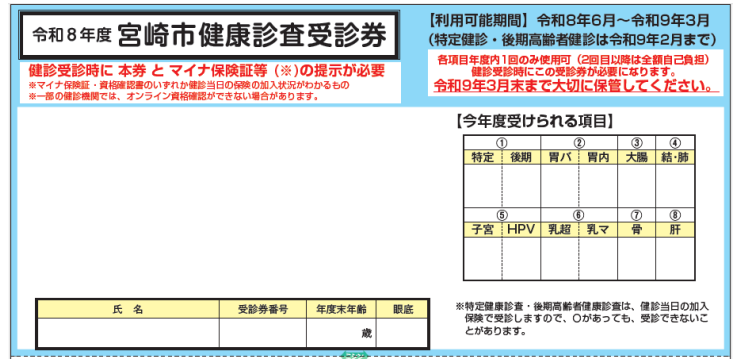 令和8年度 宮崎市健康診査受診券
【利用可能期間】令和8年6月～令和9年3月
（特定健診・後期高齢者健診は令和9年2月まで）
健診受診時に 本券 と マイナ保険証等（※）の提示が必要
※マイナ保険証・資格確認書のいずれか健診当日の保険の加入状況がわかるもの
※一部の健診機関では、オンライン資格確認ができない場合があります。
各項目年度内1回のみ使用可（2回目以降は全額自己負担）
健診受診時にこの受診券が必要になります。
令和9年3月末まで大切に保管してください。
【今年度受けられる項目】
① ② ③ ④
特定 後期 胃バ 胃内 大腸 結・肺
⑤ ⑥ ⑦ ⑧
子宮 HPV 乳超 乳マ 骨 肝
氏 名 受診券番号 年度末年齢 眼底
歳
※特定健康診査・後期高齢者健康診査は、健診当日の加入
保険で受診しますので、〇があっても、受診できないこ
とがあります。